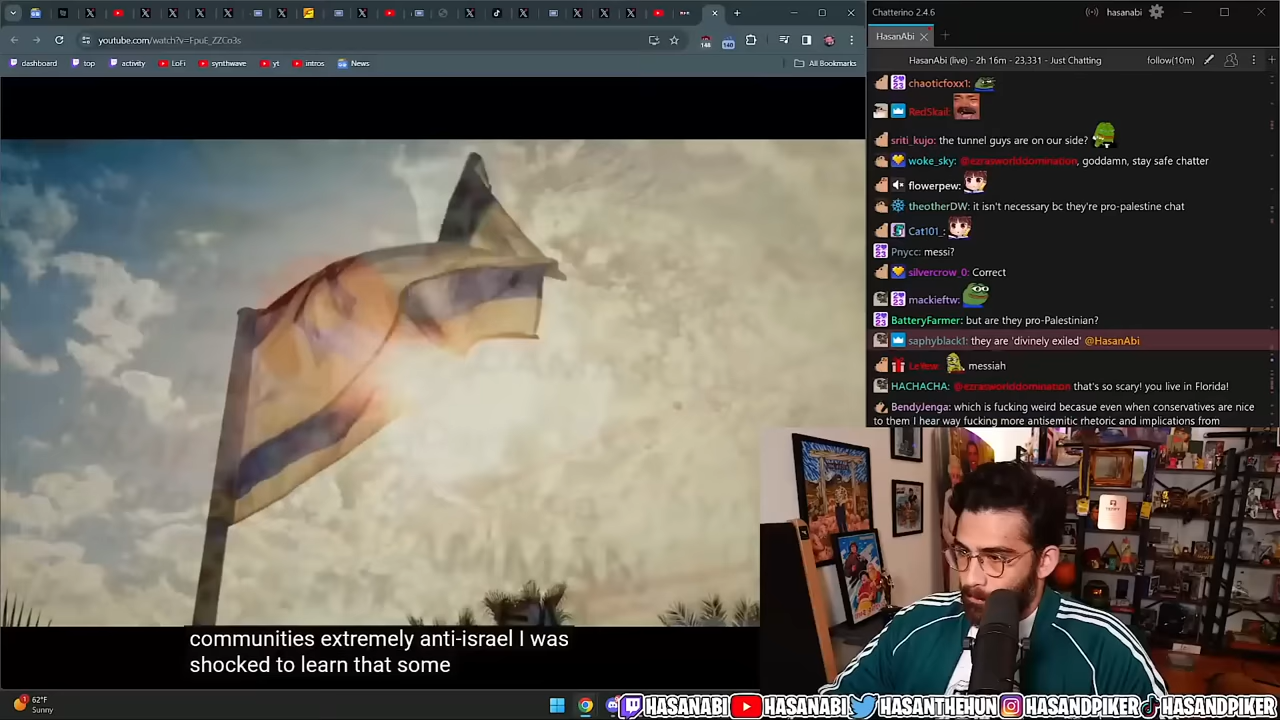 Chatterino 2.4.6
hasanabi
youtube.com/watch?v=FpuE_ZZCo3s
HasanAbi
dashboard
top
activity
LoFi
synthwave
yt
intros
News
All Bookmarks
HasanAbi (live) - 2h 16m - 23,331 - Just Chatting
follow(10m)
chaoticfoxx1:
RedSkail:
sriti_kujo: the tunnel guys are on our side?
woke_sky: @ezrasworlddomination, goddamn, stay safe chatter
flowerpew:
theotherDW: it isn't necessary bc they're pro-palestine chat
Cat101_:
Pnycc: messi?
silvercrow_0: Correct
mackieftw:
BatteryFarmer: but are they pro-Palestinian?
saphyblack1: they are 'divinely exiled' @HasanAbi
LeYew: messiah
HACHACHA: @ezrasworlddomination that's so scary! you live in Florida!
BendyJenga: which is fucking weird becasue even when conservatives are nice
to them I hear way fucking more antisemitic rhetoric and implications from
communities extremely anti-israel I was
shocked to learn that some
62°F
Sunny
HASANABI
HASANABI
HASANTHEHUN
HASANDPIKER
HASANDPIKER